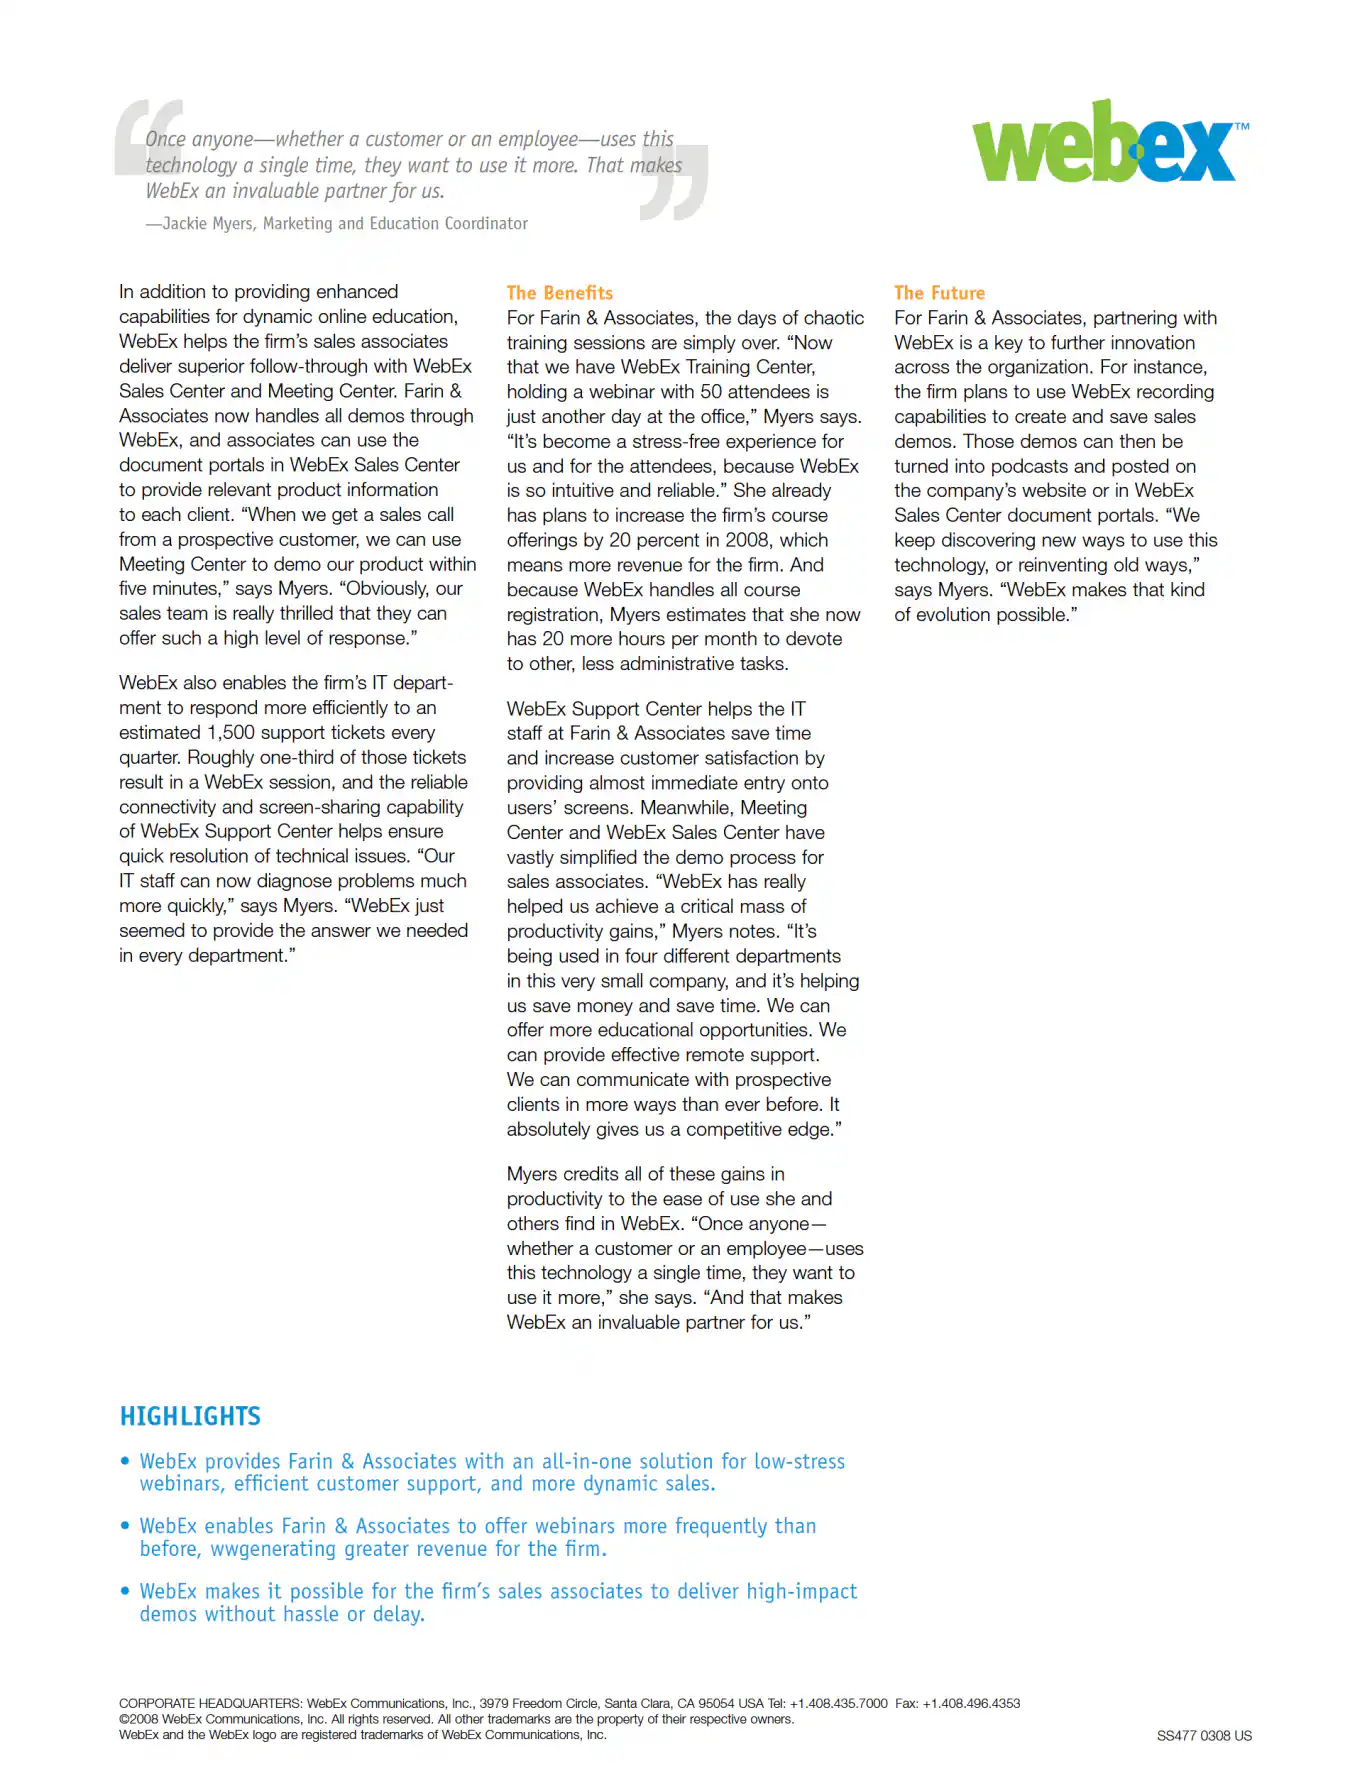 Once anyone—whether a customer or an employee—uses this
technology a single time, they want to use it more. That makes
WebEx an invaluable partner for us.
—Jackie Myers, Marketing and Education Coordinator
webex™
In addition to providing enhanced
capabilities for dynamic online education,
WebEx helps the firm's sales associates
deliver superior follow-through with WebEx
Sales Center and Meeting Center. Farin &
Associates now handles all demos through
WebEx, and associates can use the
document portals in WebEx Sales Center
to provide relevant product information
to each client. “When we get a sales call
from a prospective customer, we can use
Meeting Center to demo our product within
five minutes,” says Myers. “Obviously, our
sales team is really thrilled that they can
offer such a high level of response.”
WebEx also enables the firm's IT depart-
ment to respond more efficiently to an
estimated 1,500 support tickets every
quarter. Roughly one-third of those tickets
result in a WebEx session, and the reliable
connectivity and screen-sharing capability
of WebEx Support Center helps ensure
quick resolution of technical issues. “Our
IT staff can now diagnose problems much
more quickly,” says Myers. “WebEx just
seemed to provide the answer we needed
in every department.”
The Benefits
For Farin & Associates, the days of chaotic
training sessions are simply over. “Now
that we have WebEx Training Center,
holding a webinar with 50 attendees is
just another day at the office,” Myers says.
“It's become a stress-free experience for
us and for the attendees, because WebEx
is so intuitive and reliable.” She already
has plans to increase the firm's course
offerings by 20 percent in 2008, which
means more revenue for the firm. And
because WebEx handles all course
registration, Myers estimates that she now
has 20 more hours per month to devote
to other, less administrative tasks.
WebEx Support Center helps the IT
staff at Farin & Associates save time
and increase customer satisfaction by
providing almost immediate entry onto
users' screens. Meanwhile, Meeting
Center and WebEx Sales Center have
vastly simplified the demo process for
sales associates. “WebEx has really
helped us achieve a critical mass of
productivity gains,” Myers notes. “It's
being used in four different departments
in this very small company, and it's helping
us save money and save time. We can
offer more educational opportunities. We
can provide effective remote support.
We can communicate with prospective
clients in more ways than ever before. It
absolutely gives us a competitive edge.”
Myers credits all of these gains in
productivity to the ease of use she and
others find in WebEx. “Once anyone—
whether a customer or an employee—uses
this technology a single time, they want to
use it more,” she says. “And that makes
WebEx an invaluable partner for us.”
The Future
For Farin & Associates, partnering with
WebEx is a key to further innovation
across the organization. For instance,
the firm plans to use WebEx recording
capabilities to create and save sales
demos. Those demos can then be
turned into podcasts and posted on
the company's website or in WebEx
Sales Center document portals. “We
keep discovering new ways to use this
technology, or reinventing old ways,”
says Myers. “WebEx makes that kind
of evolution possible.”
HIGHLIGHTS
• WebEx provides Farin & Associates with an all-in-one solution for low-stress
webinars, efficient customer support, and more dynamic sales.
• WebEx enables Farin & Associates to offer webinars more frequently than
before, wwgenerating greater revenue for the firm.
• WebEx makes it possible for the firm's sales associates to deliver high-impact
demos without hassle or delay.
CORPORATE HEADQUARTERS: WebEx Communications, Inc., 3979 Freedom Circle, Santa Clara, CA 95054 USA Tel: +1.408.435.7000 Fax: +1.408.496.4353
©2008 WebEx Communications, Inc. All rights reserved. All other trademarks are the property of their respective owners.
WebEx and the WebEx logo are registered trademarks of WebEx Communications, Inc.
SS477 0308 US